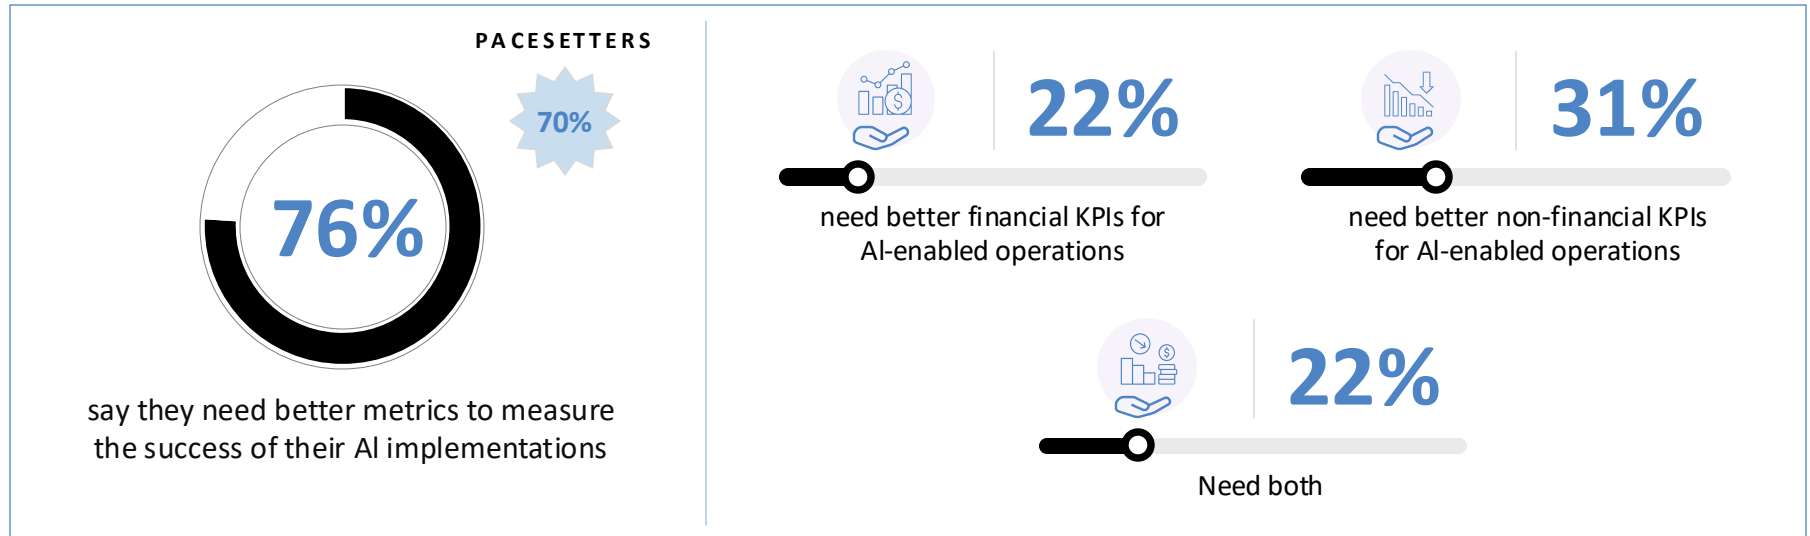 PACESETTERS
70%
76%
say they need better metrics to measure
the success of their AI implementations
22%
need better financial KPIs for
AI-enabled operations
31%
need better non-financial KPIs
for AI-enabled operations
22%
Need both